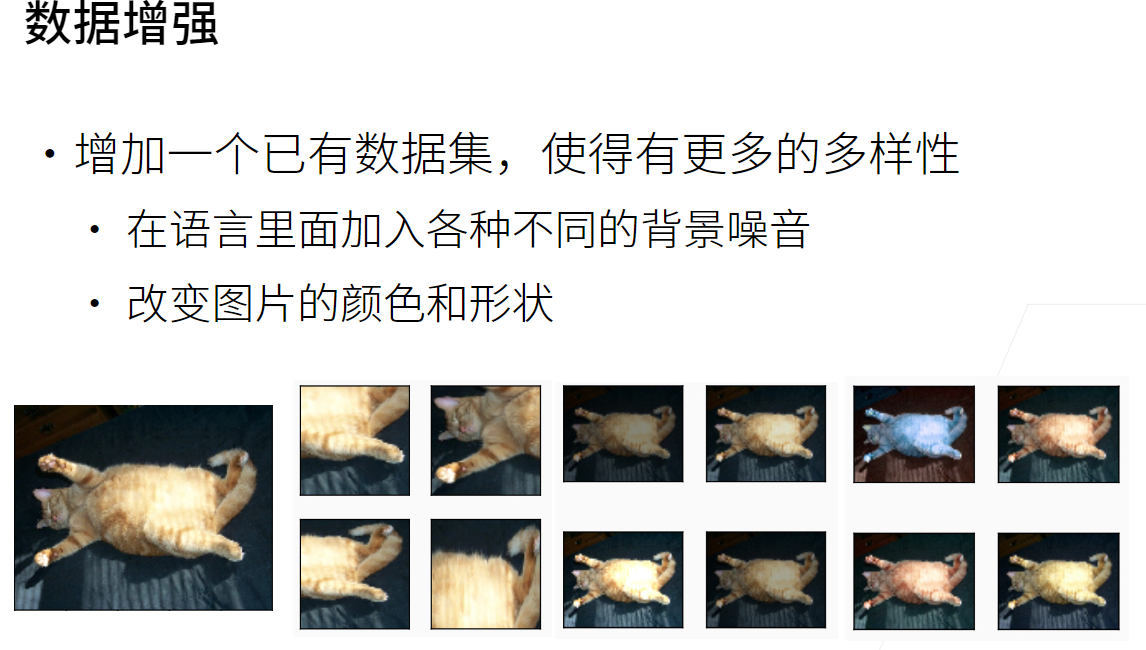 数据增强
• 增加一个已有数据集，使得有更多的多样性
• 在语言里面加入各种不同的背景噪音
• 改变图片的颜色和形状